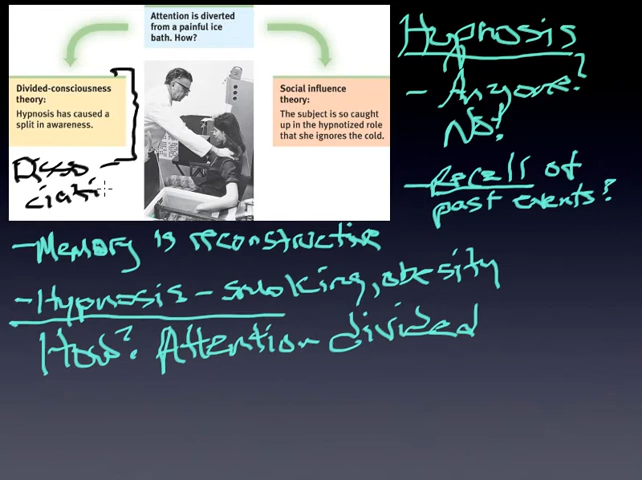 Attention is diverted
from a painful ice
bath. How?
Divided-consciousness
theory:
Hypnosis has caused a
split in awareness.
Social influence
theory:
The subject is so caught
up in the hypnotized role
that she ignores the cold.
Disso
ciati
Hypnosis
- Anyone?
No!
- Recall of
past events?
- Memory is reconstructive
- Hypnosis - smoking, obesity
How? Attention divided